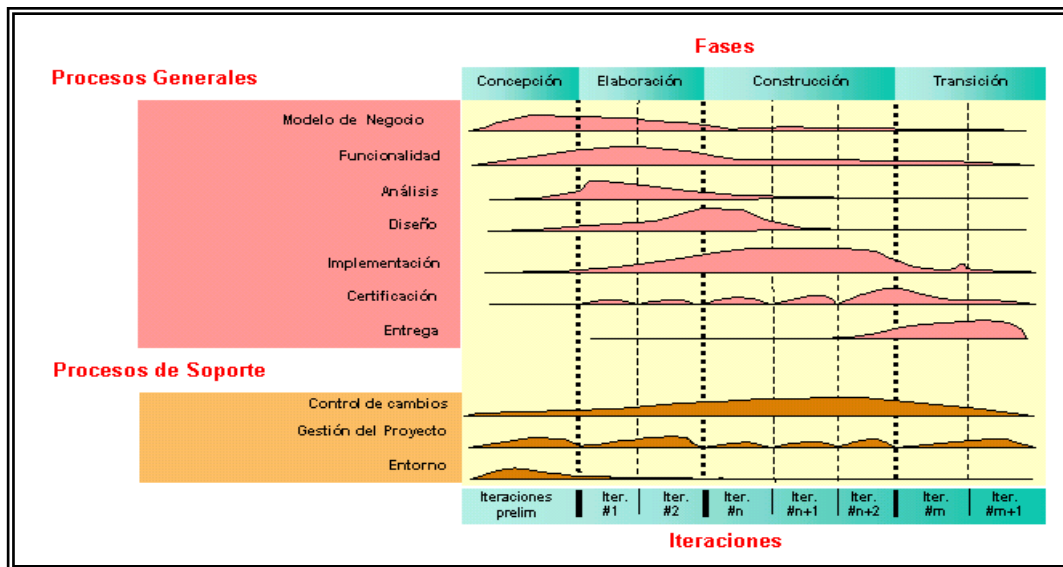 Fases
Procesos Generales
Concepción Elaboración Construcción Transición
Modelo de Negocio
Funcionalidad
Análisis
Diseño
Implementación
Certificación
Entrega
Procesos de Soporte
Control de cambios
Gestión del Proyecto
Entorno
Iteraciones prelim
Iter. #1
Iter. #2
Iter. #n
Iter. #n+1
Iter. #n+2
Iter. #m
Iter. #m+1
Iteraciones